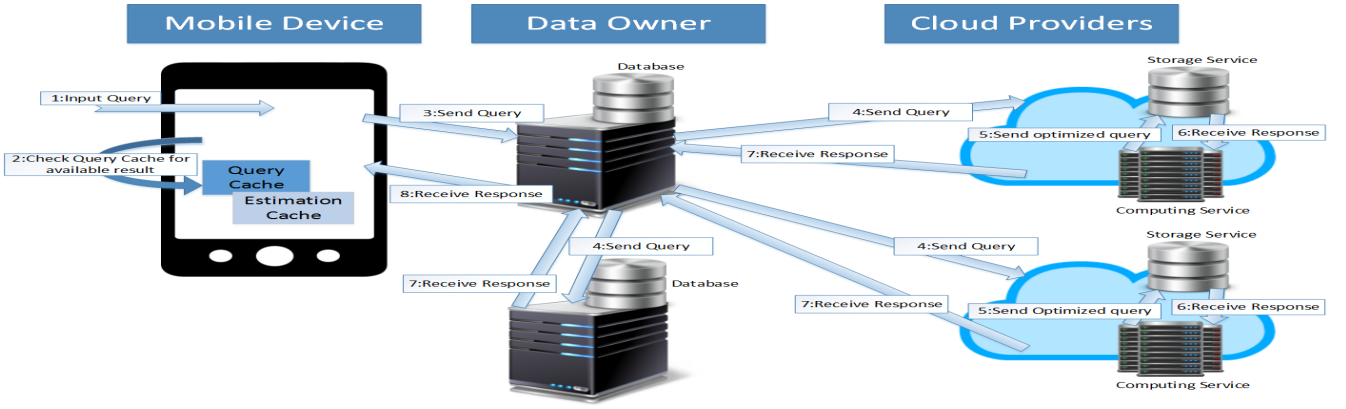 Mobile Device
Data Owner
Cloud Providers
1:Input Query
2:Check Query Cache for
available result
Query
Cache
Estimation
Cache
3:Send Query
8:Receive Response
Database
4:Send Query
7:Receive Response
Database
4:Send Query
7:Receive Response
Storage Service
5:Send optimized query
6:Receive Response
Computing Service
4:Send Query
7:Receive Response
Storage Service
5:Send Optimized query
6:Receive Response
Computing Service